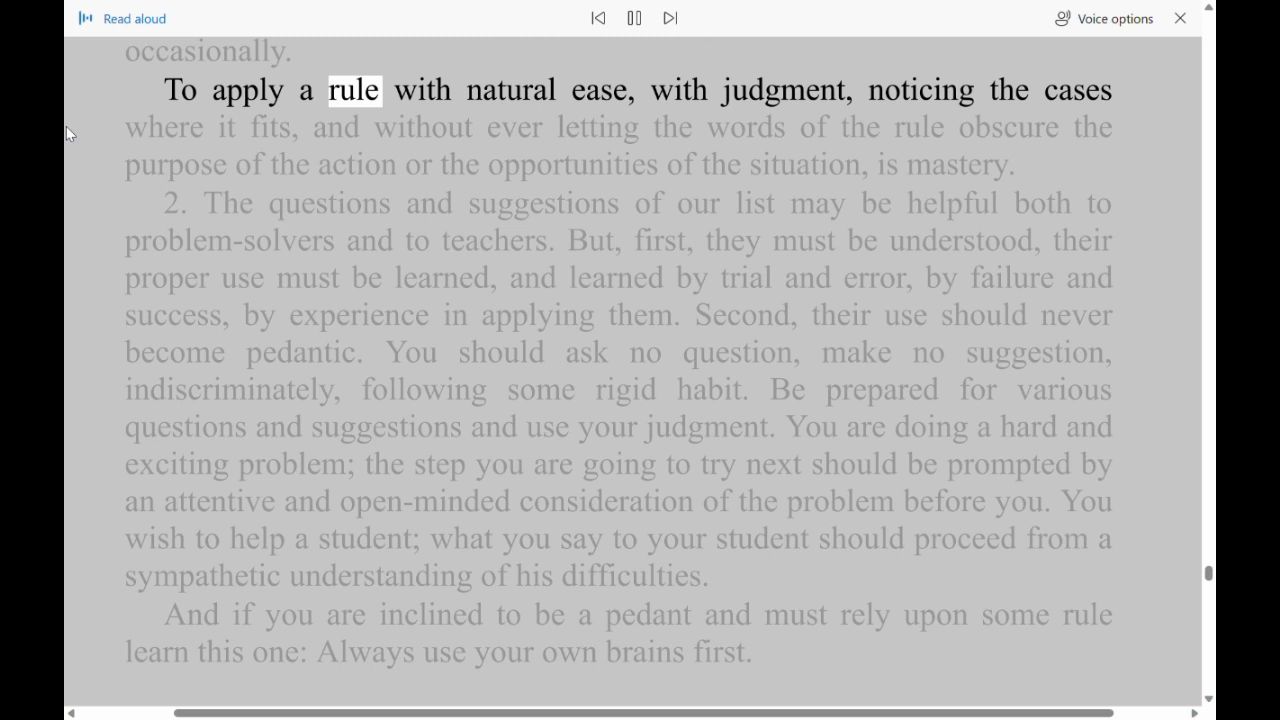 Read aloud
Voice options
occasionally.
To apply a rule with natural ease, with judgment, noticing the cases
where it fits, and without ever letting the words of the rule obscure the
purpose of the action or the opportunities of the situation, is mastery.
2. The questions and suggestions of our list may be helpful both to
problem-solvers and to teachers. But, first, they must be understood, their
proper use must be learned, and learned by trial and error, by failure and
success, by experience in applying them. Second, their use should never
become pedantic. You should ask no question, make no suggestion,
indiscriminately, following some rigid habit. Be prepared for various
questions and suggestions and use your judgment. You are doing a hard and
exciting problem; the step you are going to try next should be prompted by
an attentive and open-minded consideration of the problem before you. You
wish to help a student; what you say to your student should proceed from a
sympathetic understanding of his difficulties.
And if you are inclined to be a pedant and must rely upon some rule
learn this one: Always use your own brains first.